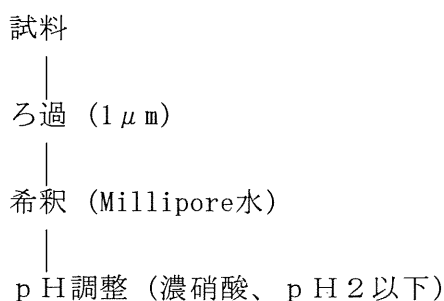 試料
ろ過 (1μm)
希釈 (Millipore水)
pH調整 (濃硝酸、pH2以下)